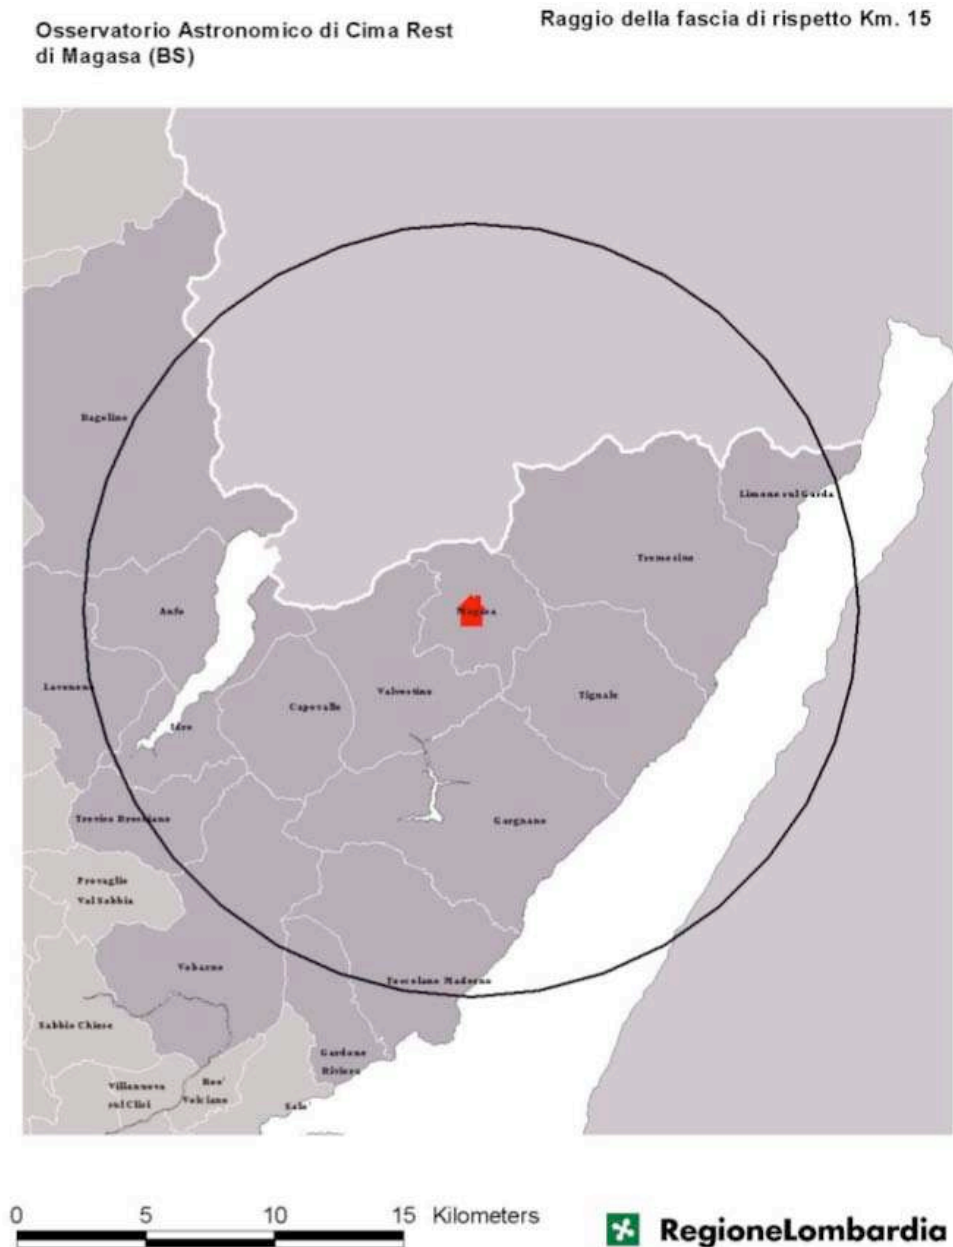 Osservatorio Astronomico di Cima Rest
di Magasa (BS)
Raggio della fascia di rispetto Km. 15
Bagolino
Limone sul Garda
Tremosine
Anfo
Magasa
Lavenone
Valvestino
Tignale
Capovalle
Idro
Treviso Bresciano
Gargnano
Provaglio
Val Sabbia
Vobarno
Toscolano Maderno
Sabbio Chiese
Gardone
Riviera
Villanuova
sul Clisi
Roe'
Volciano
Salo'
0 5 10 15 Kilometers
RegioneLombardia